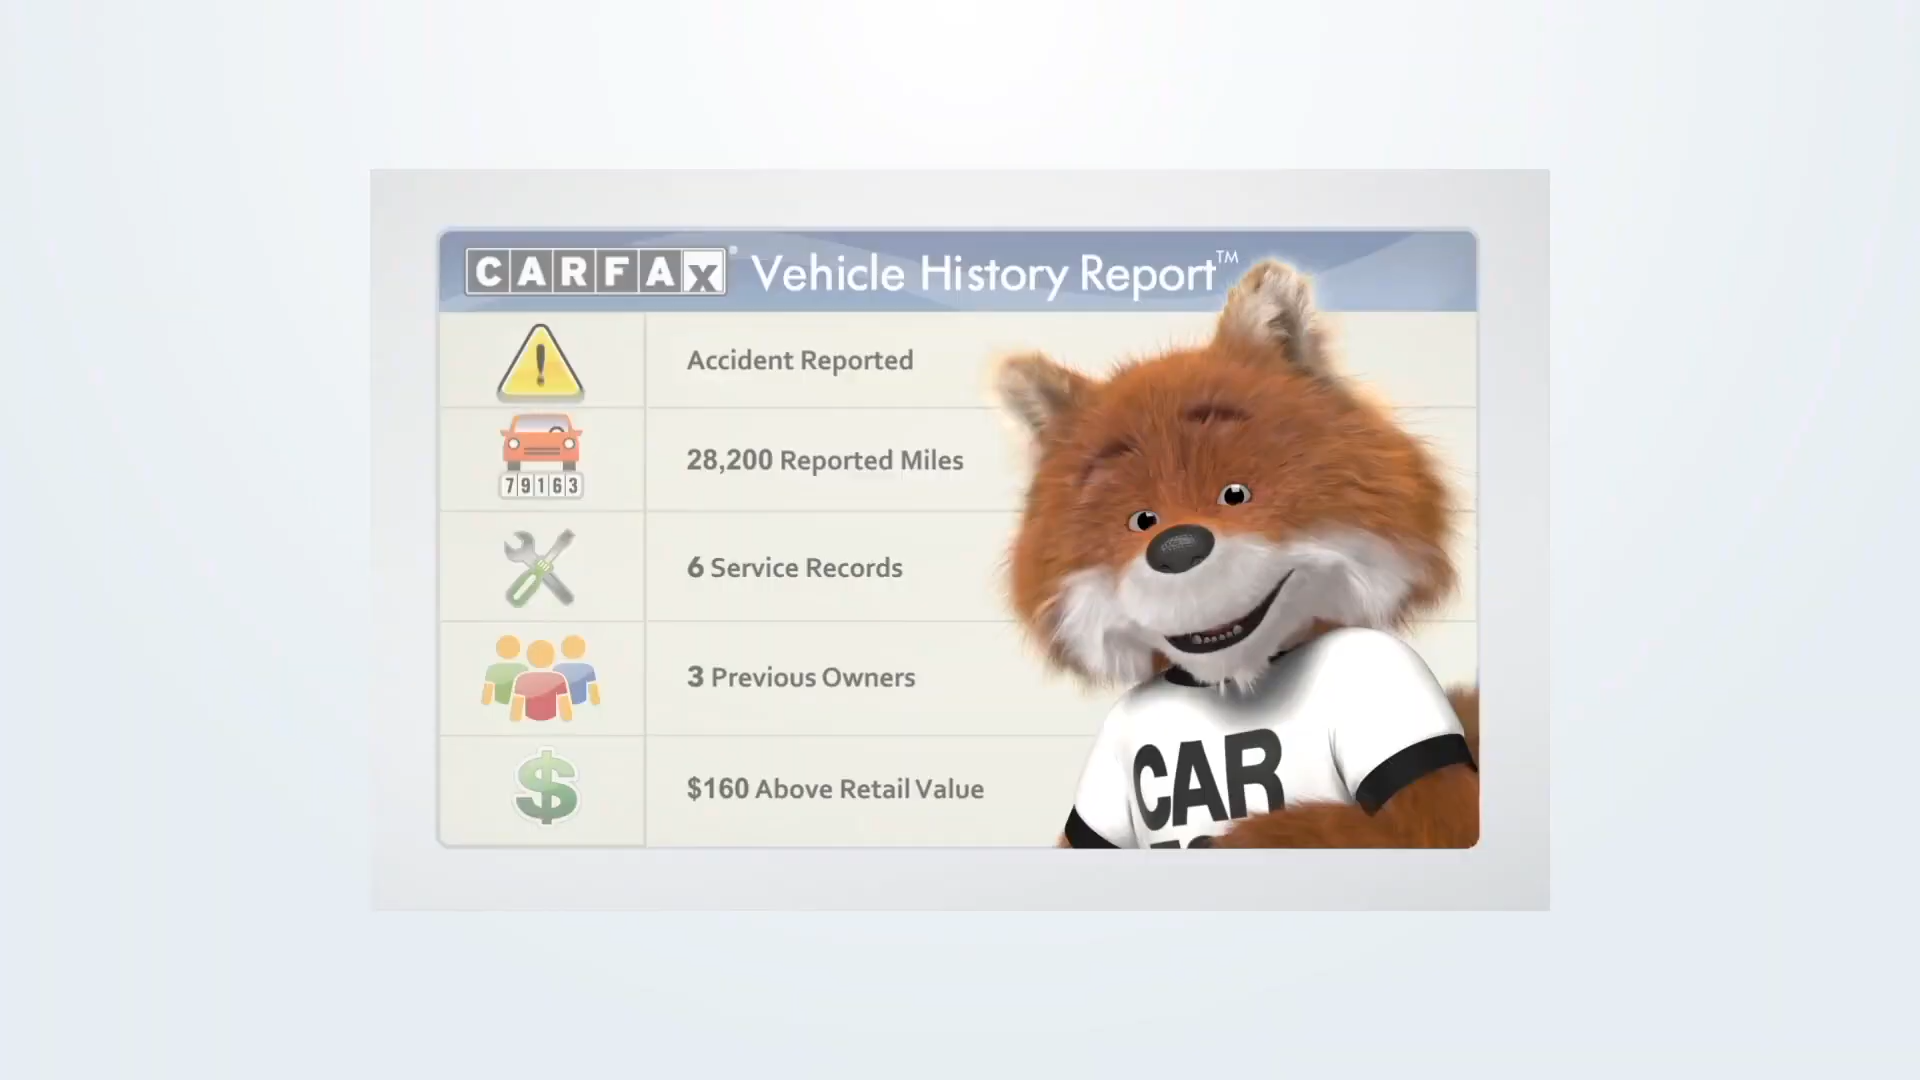 CARFAX® Vehicle History Report™
Accident Reported
28,200 Reported Miles
79163
6 Service Records
3 Previous Owners
$160 Above Retail Value
CAR